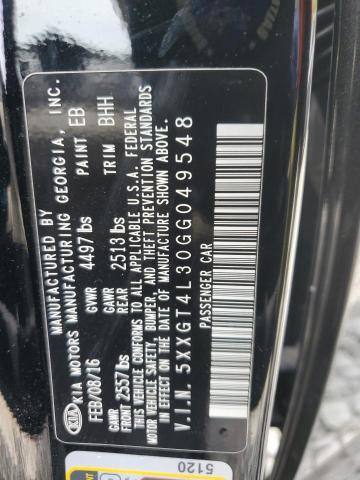 MANUFACTURED BY
KIA MOTORS MANUFACTURING GEORGIA, INC.
FEB/08/16 GVWR 4497 lbs PAINT EB
GAWR FRONT 2557 lbs GAWR REAR 2513 lbs TRIM BHH
THIS VEHICLE CONFORMS TO ALL APPLICABLE U.S.A. FEDERAL
MOTOR VEHICLE SAFETY, BUMPER, AND THEFT PREVENTION STANDARDS
IN EFFECT ON THE DATE OF MANUFACTURE SHOWN ABOVE.
V.I.N. 5XXGT4L30GG049548
PASSENGER CAR
5120